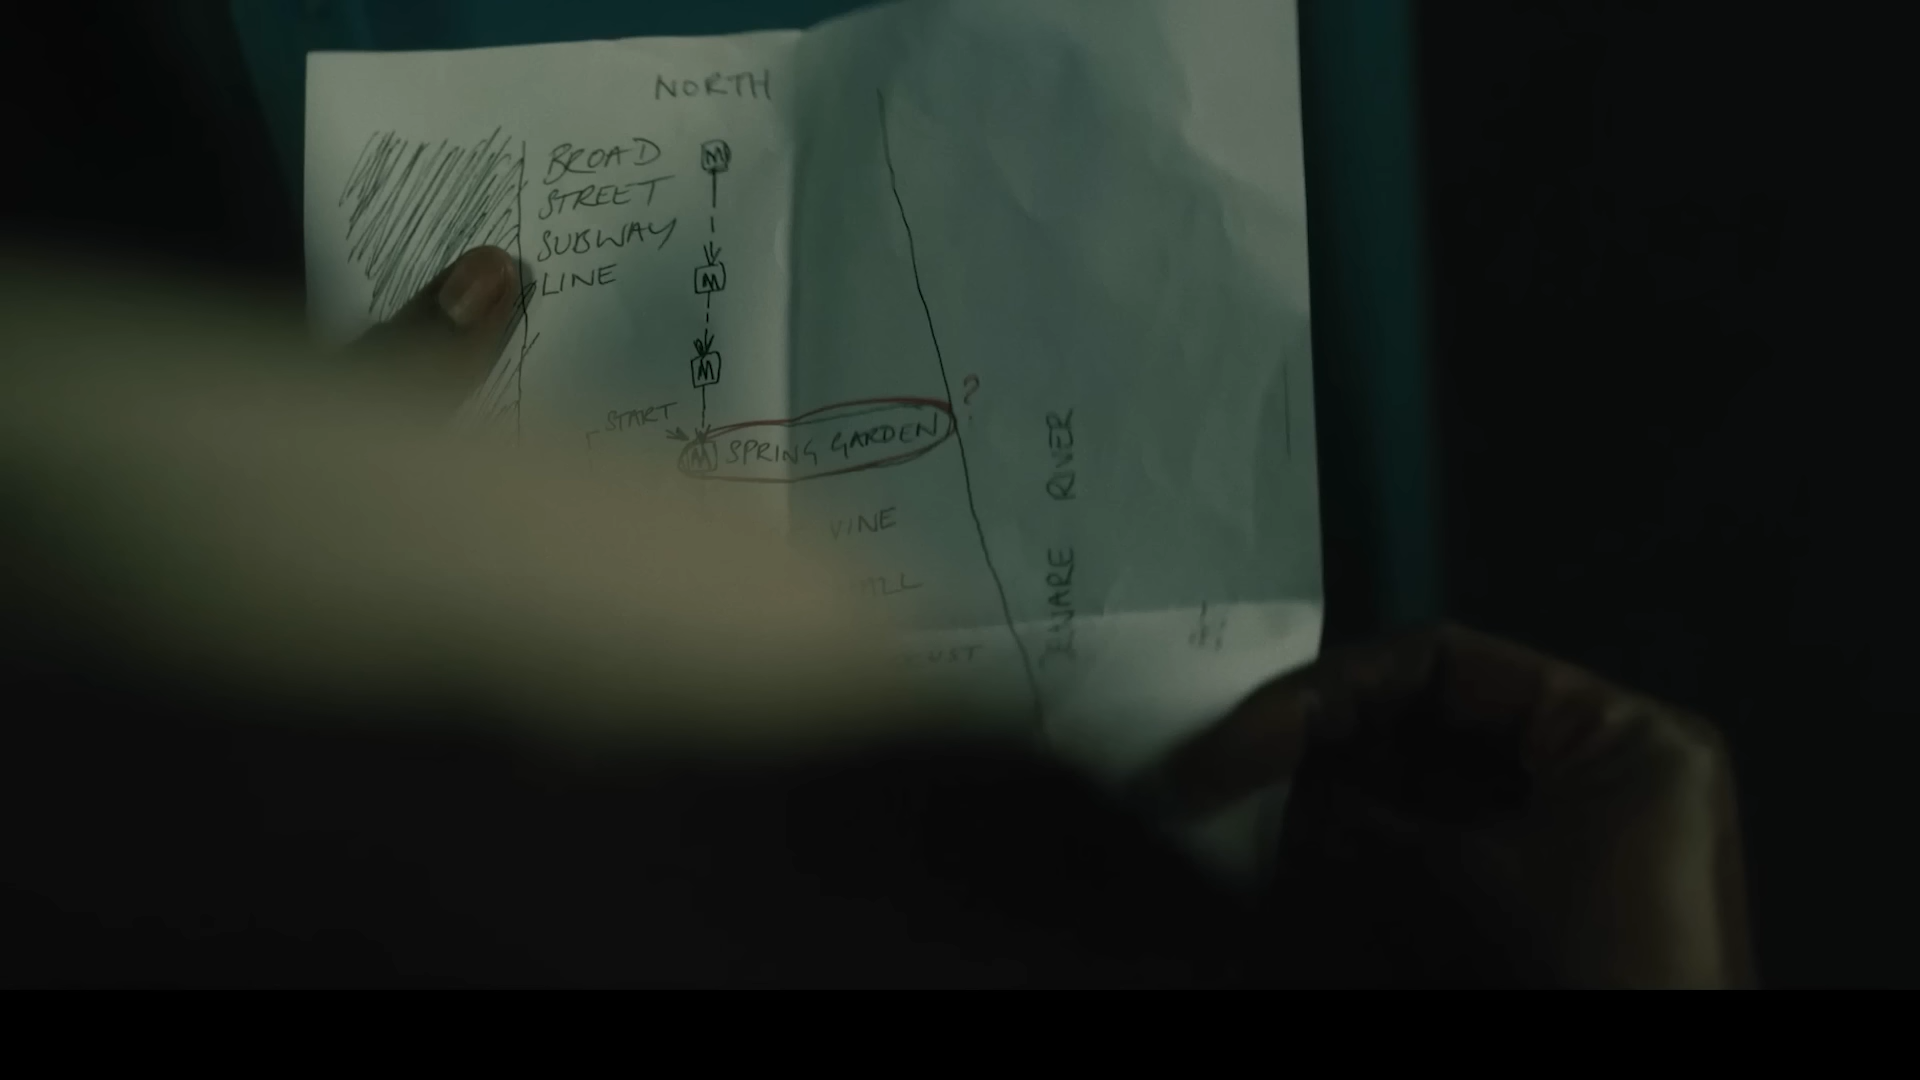 NORTH
BROAD
STREET
SUBWAY
LINE
M
M
M
START
M SPRING GARDEN ?
VINE
RIVER